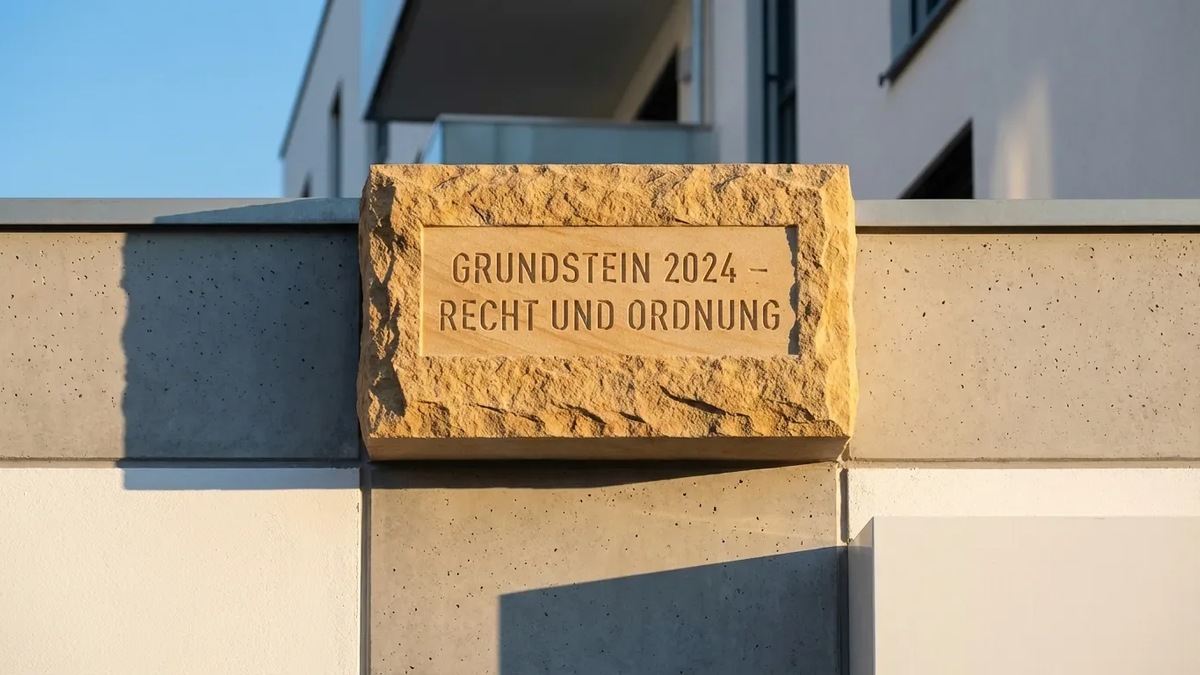 GRUNDSTEIN 2024 –
RECHT UND ORDNUNG